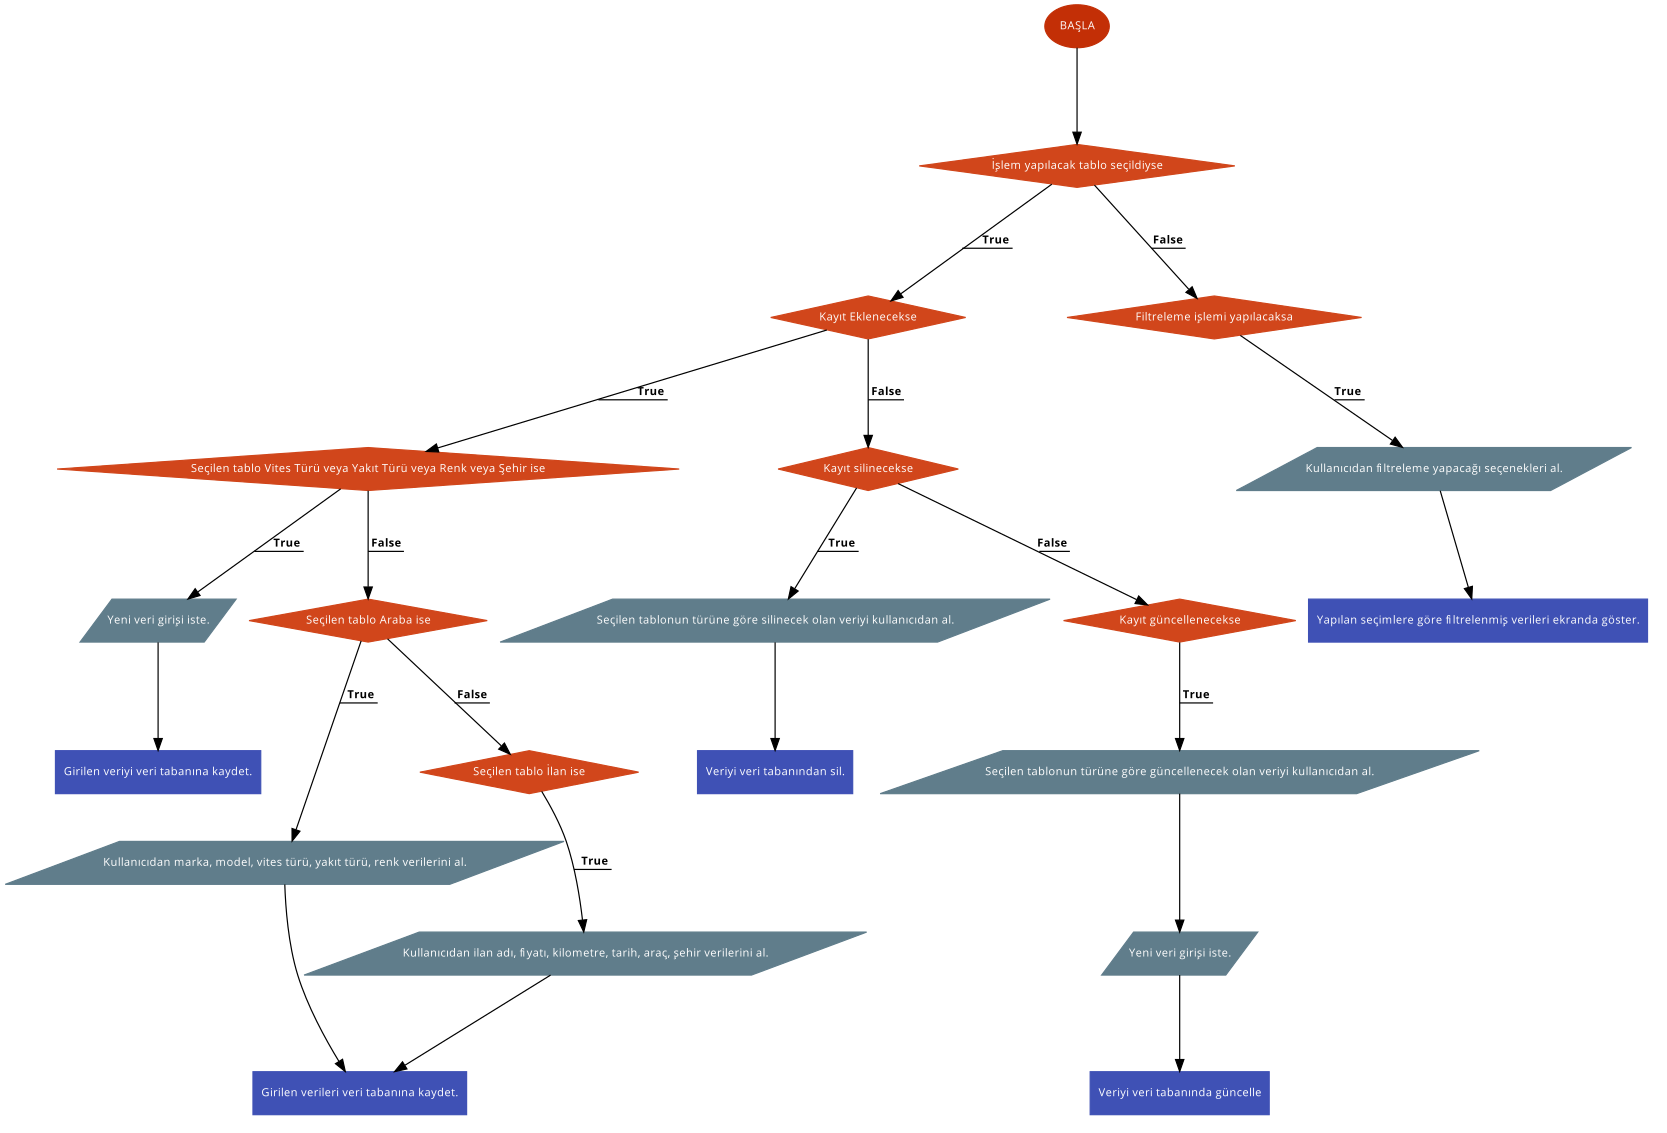 BAŞLA
İşlem yapılacak tablo seçildiyse
True
False
Kayıt Eklenecekse
Filtreleme işlemi yapılacaksa
True
False
True
Seçilen tablo Vites Türü veya Yakıt Türü veya Renk veya Şehir ise
Kayıt silinecekse
Kullanıcıdan filtreleme yapacağı seçenekleri al.
True
False
True
False
Yeni veri girişi iste.
Seçilen tablo Araba ise
Seçilen tablonun türüne göre silinecek olan veriyi kullanıcıdan al.
Kayıt güncellenecekse
Yapılan seçimlere göre filtrelenmiş verileri ekranda göster.
True
False
True
Girilen veriyi veri tabanına kaydet.
Seçilen tablo İlan ise
Veriyi veri tabanından sil.
Seçilen tablonun türüne göre güncellenecek olan veriyi kullanıcıdan al.
Kullanıcıdan marka, model, vites türü, yakıt türü, renk verilerini al.
True
Kullanıcıdan ilan adı, fiyatı, kilometre, tarih, araç, şehir verilerini al.
Yeni veri girişi iste.
Girilen verileri veri tabanına kaydet.
Veriyi veri tabanında güncelle